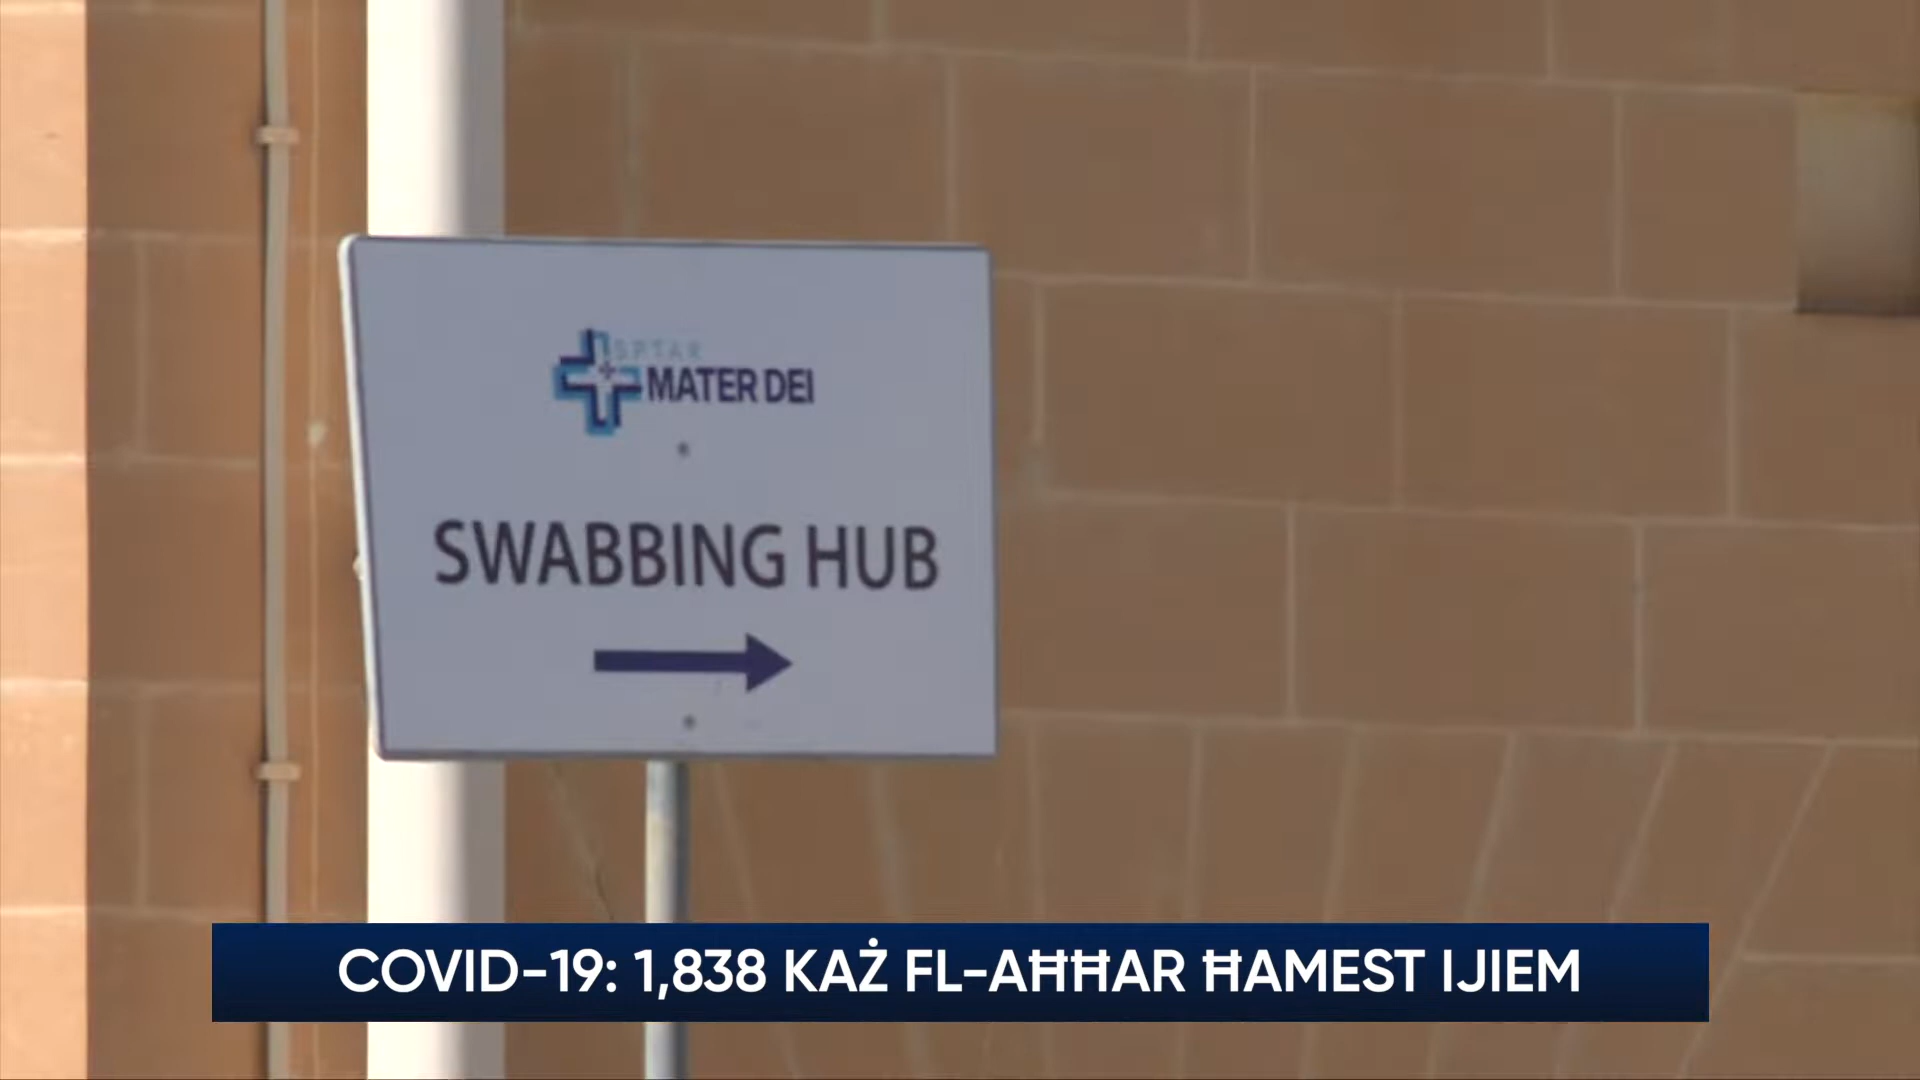 SPTAR
MATER DEI
SWABBING HUB
COVID-19: 1,838 KAŻ FL-AĦĦAR ĦAMEST IJIEM